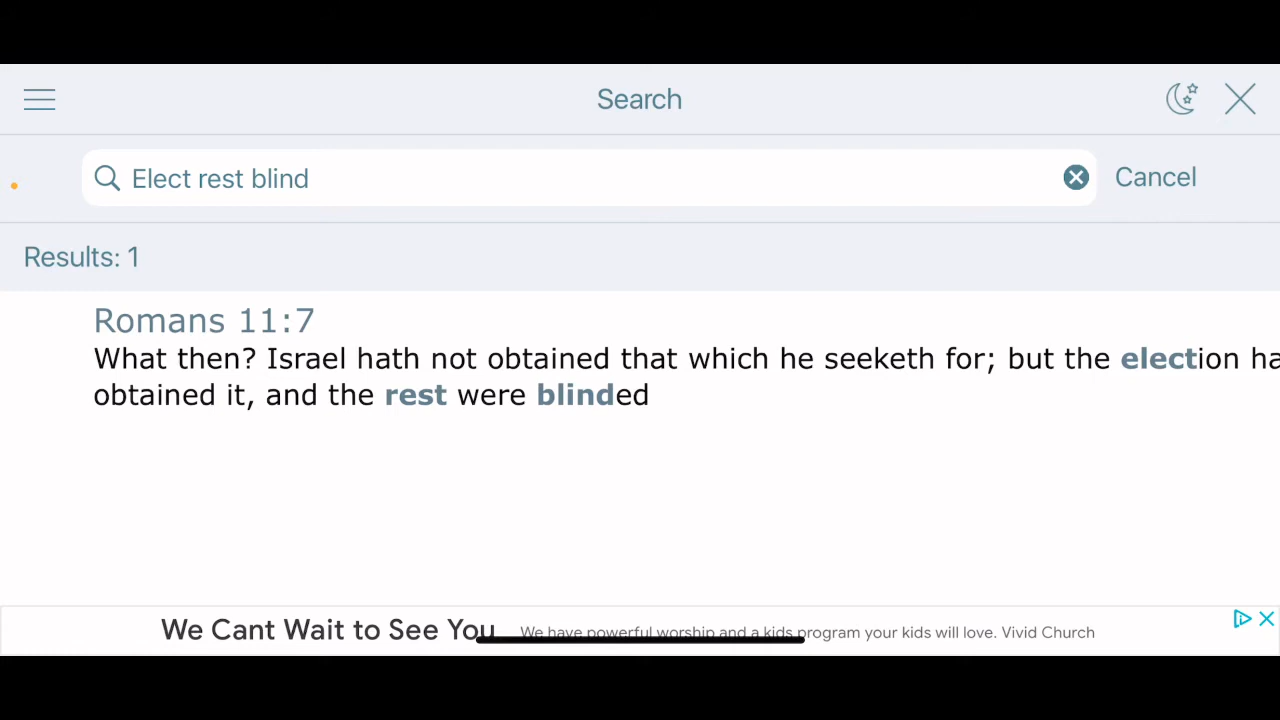 Search
Elect rest blind
Cancel
Results: 1
Romans 11:7
What then? Israel hath not obtained that which he seeketh for; but the election ha
obtained it, and the rest were blinded
We Cant Wait to See You
We have powerful worship and a kids program your kids will love. Vivid Church